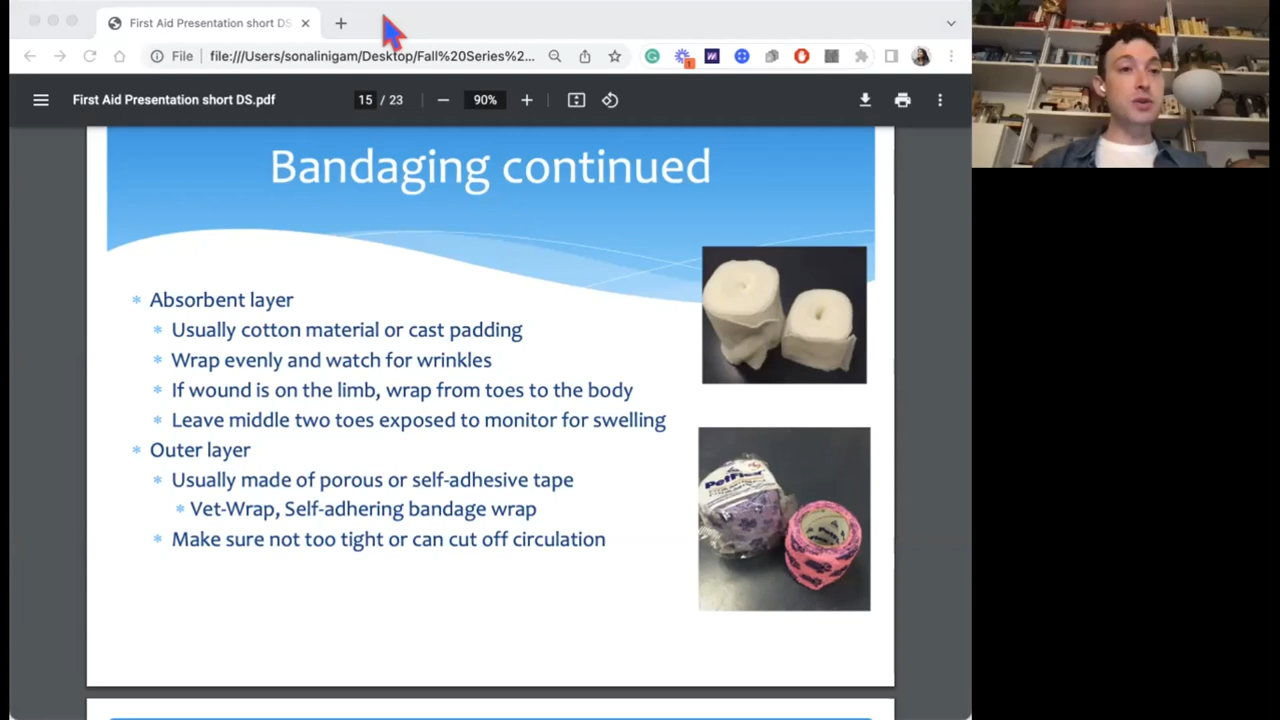 First Aid Presentation short DS
File
file:///Users/sonalinigam/Desktop/Fall%20Series%2...
1
First Aid Presentation short DS.pdf
15 / 23
90%
Bandaging continued
Absorbent layer
Usually cotton material or cast padding
Wrap evenly and watch for wrinkles
If wound is on the limb, wrap from toes to the body
Leave middle two toes exposed to monitor for swelling
Outer layer
Usually made of porous or self-adhesive tape
Vet-Wrap, Self-adhering bandage wrap
Make sure not too tight or can cut off circulation
PetFlex